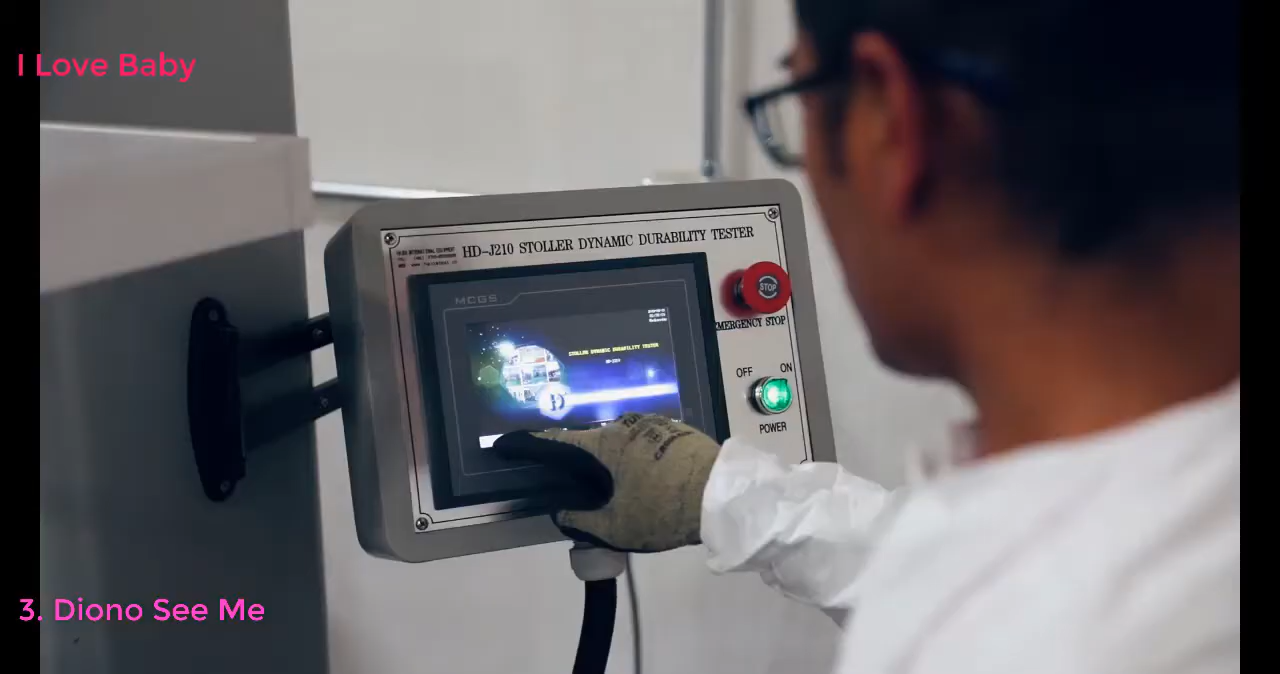 I Love Baby
HD-J210 STOLLER DYNAMIC DURABILITY TESTER
MCGS
STOLLER DYNAMIC DURABILITY TESTER
STOP
EMERGENCY STOP
OFF
ON
POWER
3. Diono See Me